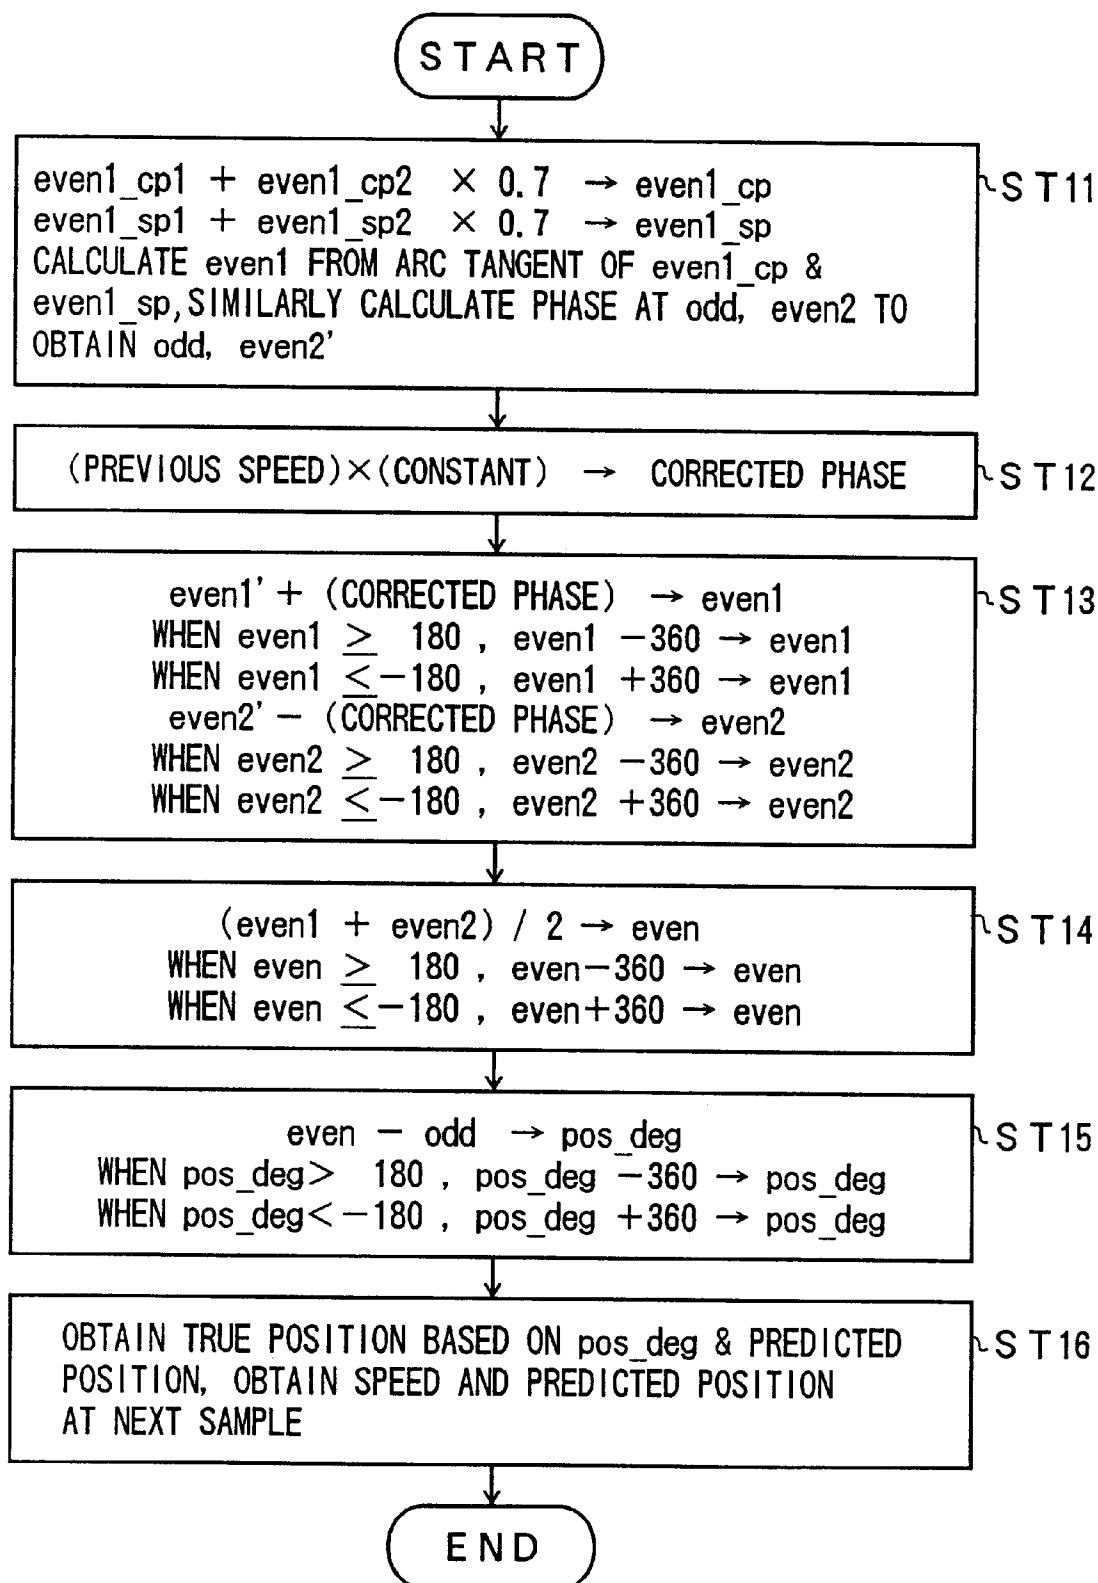 START
even1_cp1 + even1_cp2 × 0.7 → even1_cp
even1_sp1 + even1_sp2 × 0.7 → even1_sp
CALCULATE even1 FROM ARC TANGENT OF even1_cp &
even1_sp, SIMILARLY CALCULATE PHASE AT odd, even2 TO
OBTAIN odd, even2'
ST11
(PREVIOUS SPEED)×(CONSTANT) → CORRECTED PHASE
ST12
even1' + (CORRECTED PHASE) → even1
WHEN even1 ≥ 180 , even1 −360 → even1
WHEN even1 ≤−180 , even1 +360 → even1
even2' − (CORRECTED PHASE) → even2
WHEN even2 ≥ 180 , even2 −360 → even2
WHEN even2 ≤−180 , even2 +360 → even2
ST13
(even1 + even2) / 2 → even
WHEN even ≥ 180 , even−360 → even
WHEN even ≤−180 , even+360 → even
ST14
even − odd → pos_deg
WHEN pos_deg> 180 , pos_deg −360 → pos_deg
WHEN pos_deg<−180 , pos_deg +360 → pos_deg
ST15
OBTAIN TRUE POSITION BASED ON pos_deg & PREDICTED
POSITION, OBTAIN SPEED AND PREDICTED POSITION
AT NEXT SAMPLE
ST16
END